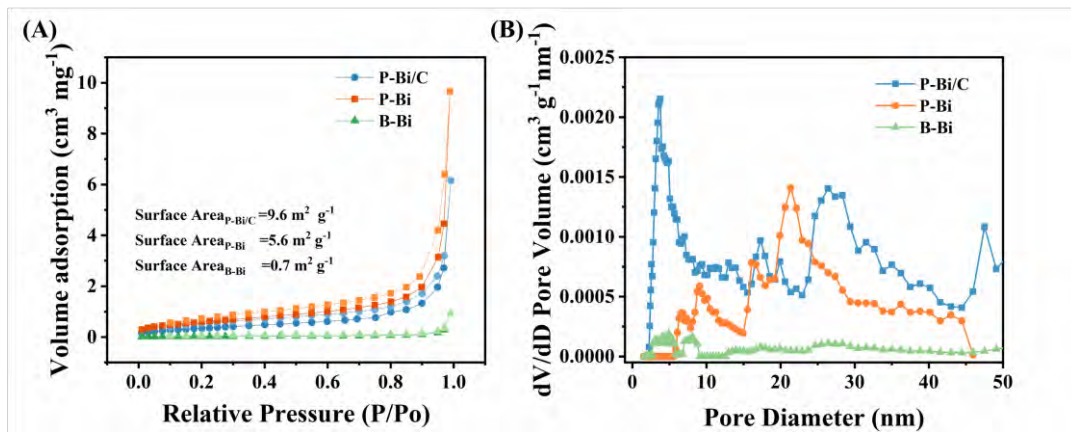 (A)
Volume adsorption (cm³ mg⁻¹)
10
8
6
4
2
0
P-Bi/C
P-Bi
B-Bi
Surface Area_P-Bi/C =9.6 m² g⁻¹
Surface Area_P-Bi =5.6 m² g⁻¹
Surface Area_B-Bi =0.7 m² g⁻¹
0.0 0.2 0.4 0.6 0.8 1.0
Relative Pressure (P/Po)
(B)
dV/dD Pore Volume (cm³ g⁻¹nm⁻¹)
0.0025
0.0020
0.0015
0.0010
0.0005
0.0000
P-Bi/C
P-Bi
B-Bi
0 10 20 30 40 50
Pore Diameter (nm)